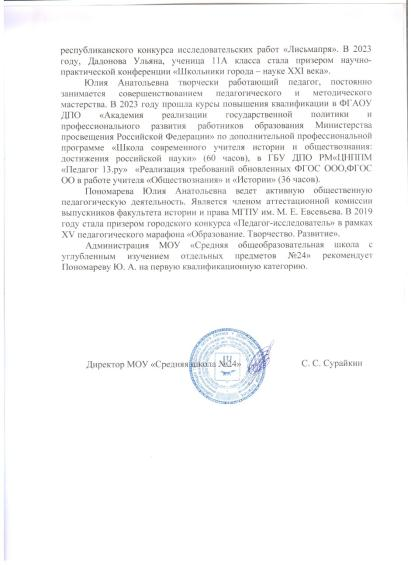 республиканского конкурса исследовательских работ «Лисьмапря». В 2023
году, Дадонова Ульяна, ученица 11А класса стала призером научно-
практической конференции «Школьники города – науке XXI века».
Юлия Анатольевна творчески работающий педагог, постоянно
занимается совершенствованием педагогического и методического
мастерства. В 2023 году прошла курсы повышения квалификации в ФГАОУ
ДПО «Академия реализации государственной политики и
профессионального развития работников образования Министерства
просвещения Российской Федерации» по дополнительной профессиональной
программе «Школа современного учителя истории и обществознания:
достижения российской науки» (60 часов), в ГБУ ДПО РМ«ЦНППМ
«Педагог 13.ру» «Реализация требований обновленных ФГОС ООО,ФГОС
ОО в работе учителя «Обществознания» и «Истории» (36 часов).
Пономарева Юлия Анатольевна ведет активную общественную
педагогическую деятельность. Является членом аттестационной комиссии
выпускников факультета истории и права МГПУ им. М. Е. Евсевьева. В 2019
году стала призером городского конкурса «Педагог-исследователь» в рамках
XV педагогического марафона «Образование. Творчество. Развитие».
Администрация МОУ «Средняя общеобразовательная школа с
углубленным изучением отдельных предметов №24» рекомендует
Пономареву Ю. А. на первую квалификационную категорию.
Директор МОУ «Средняя школа №24» С. С. Сурайкин